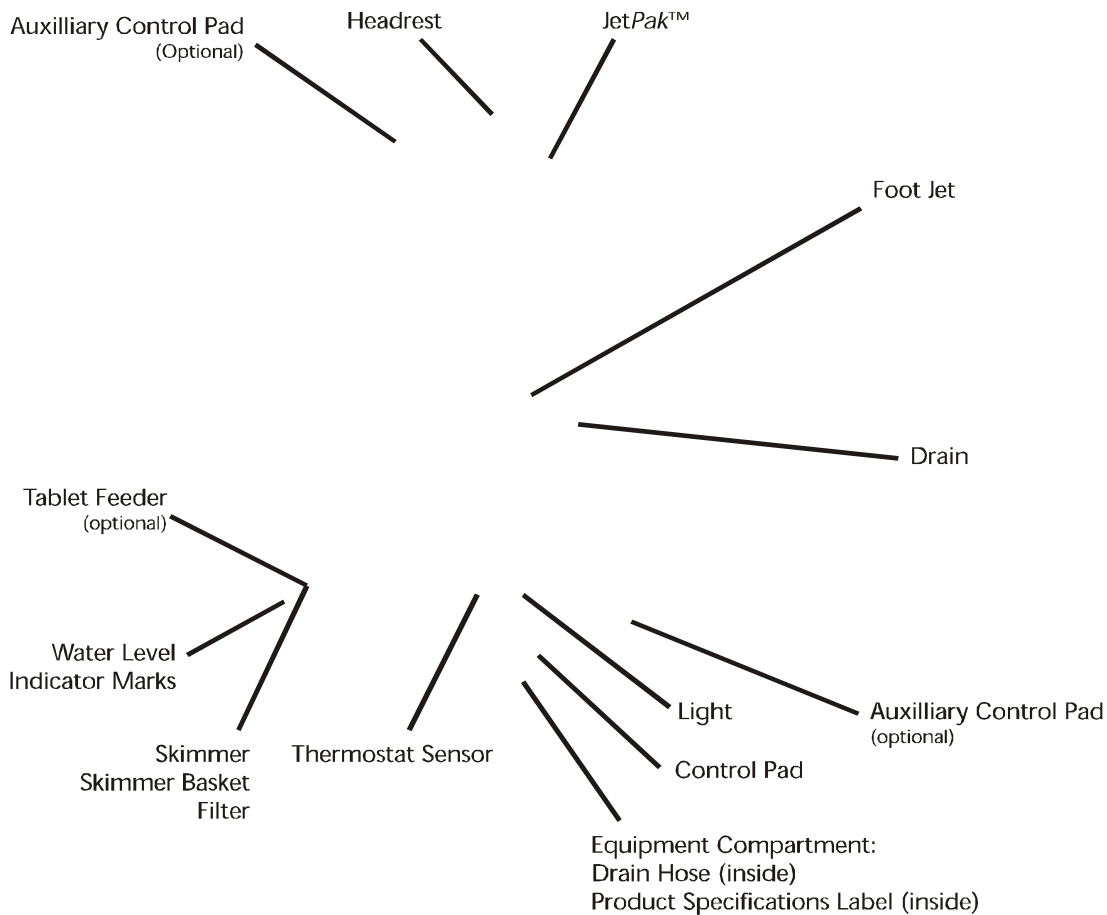 Auxilliary Control Pad
(Optional)
Headrest
JetPak™
Foot Jet
Drain
Tablet Feeder
(optional)
Water Level
Indicator Marks
Skimmer
Skimmer Basket
Filter
Thermostat Sensor
Light
Control Pad
Auxilliary Control Pad
(optional)
Equipment Compartment:
Drain Hose (inside)
Product Specifications Label (inside)